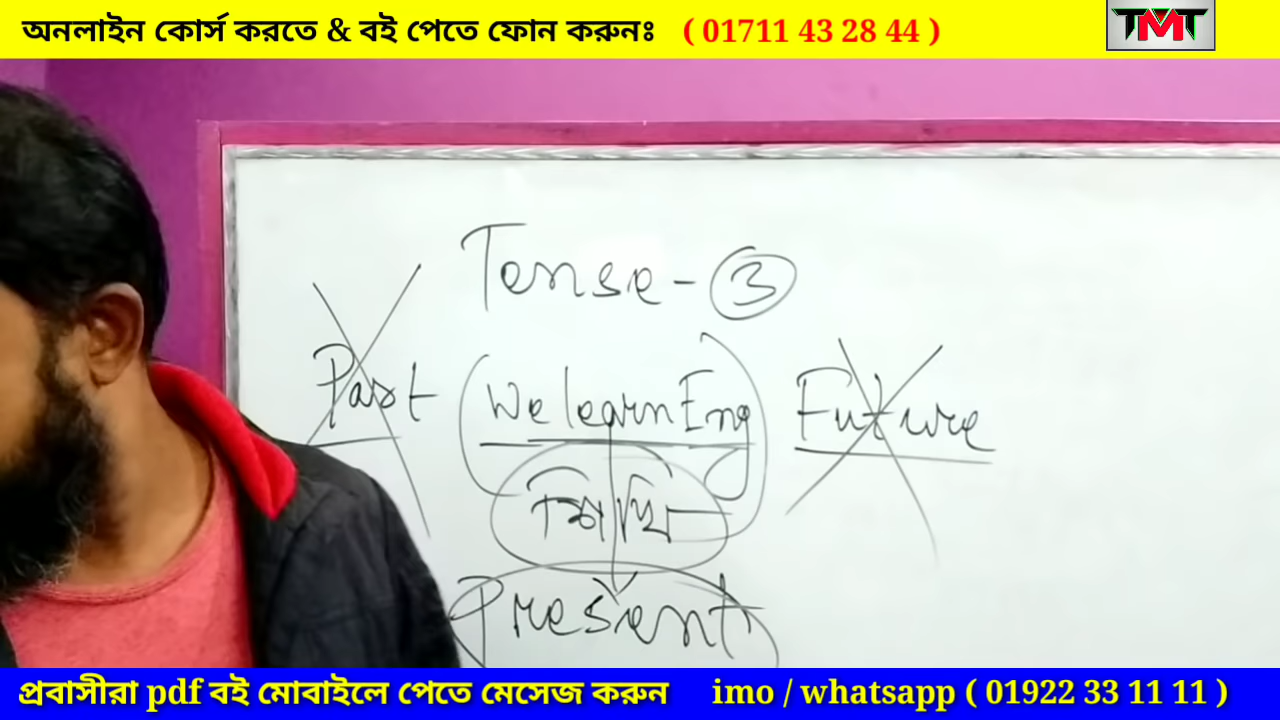 অনলাইন কোর্স করতে & বই পেতে ফোন করুনঃ ( 01711 43 28 44 )
TMT
Tense - 3
Past We learn Eng Future
শিখি
Present
প্রবাসীরা pdf বই মোবাইলে পেতে মেসেজ করুন imo / whatsapp ( 01922 33 11 11 )